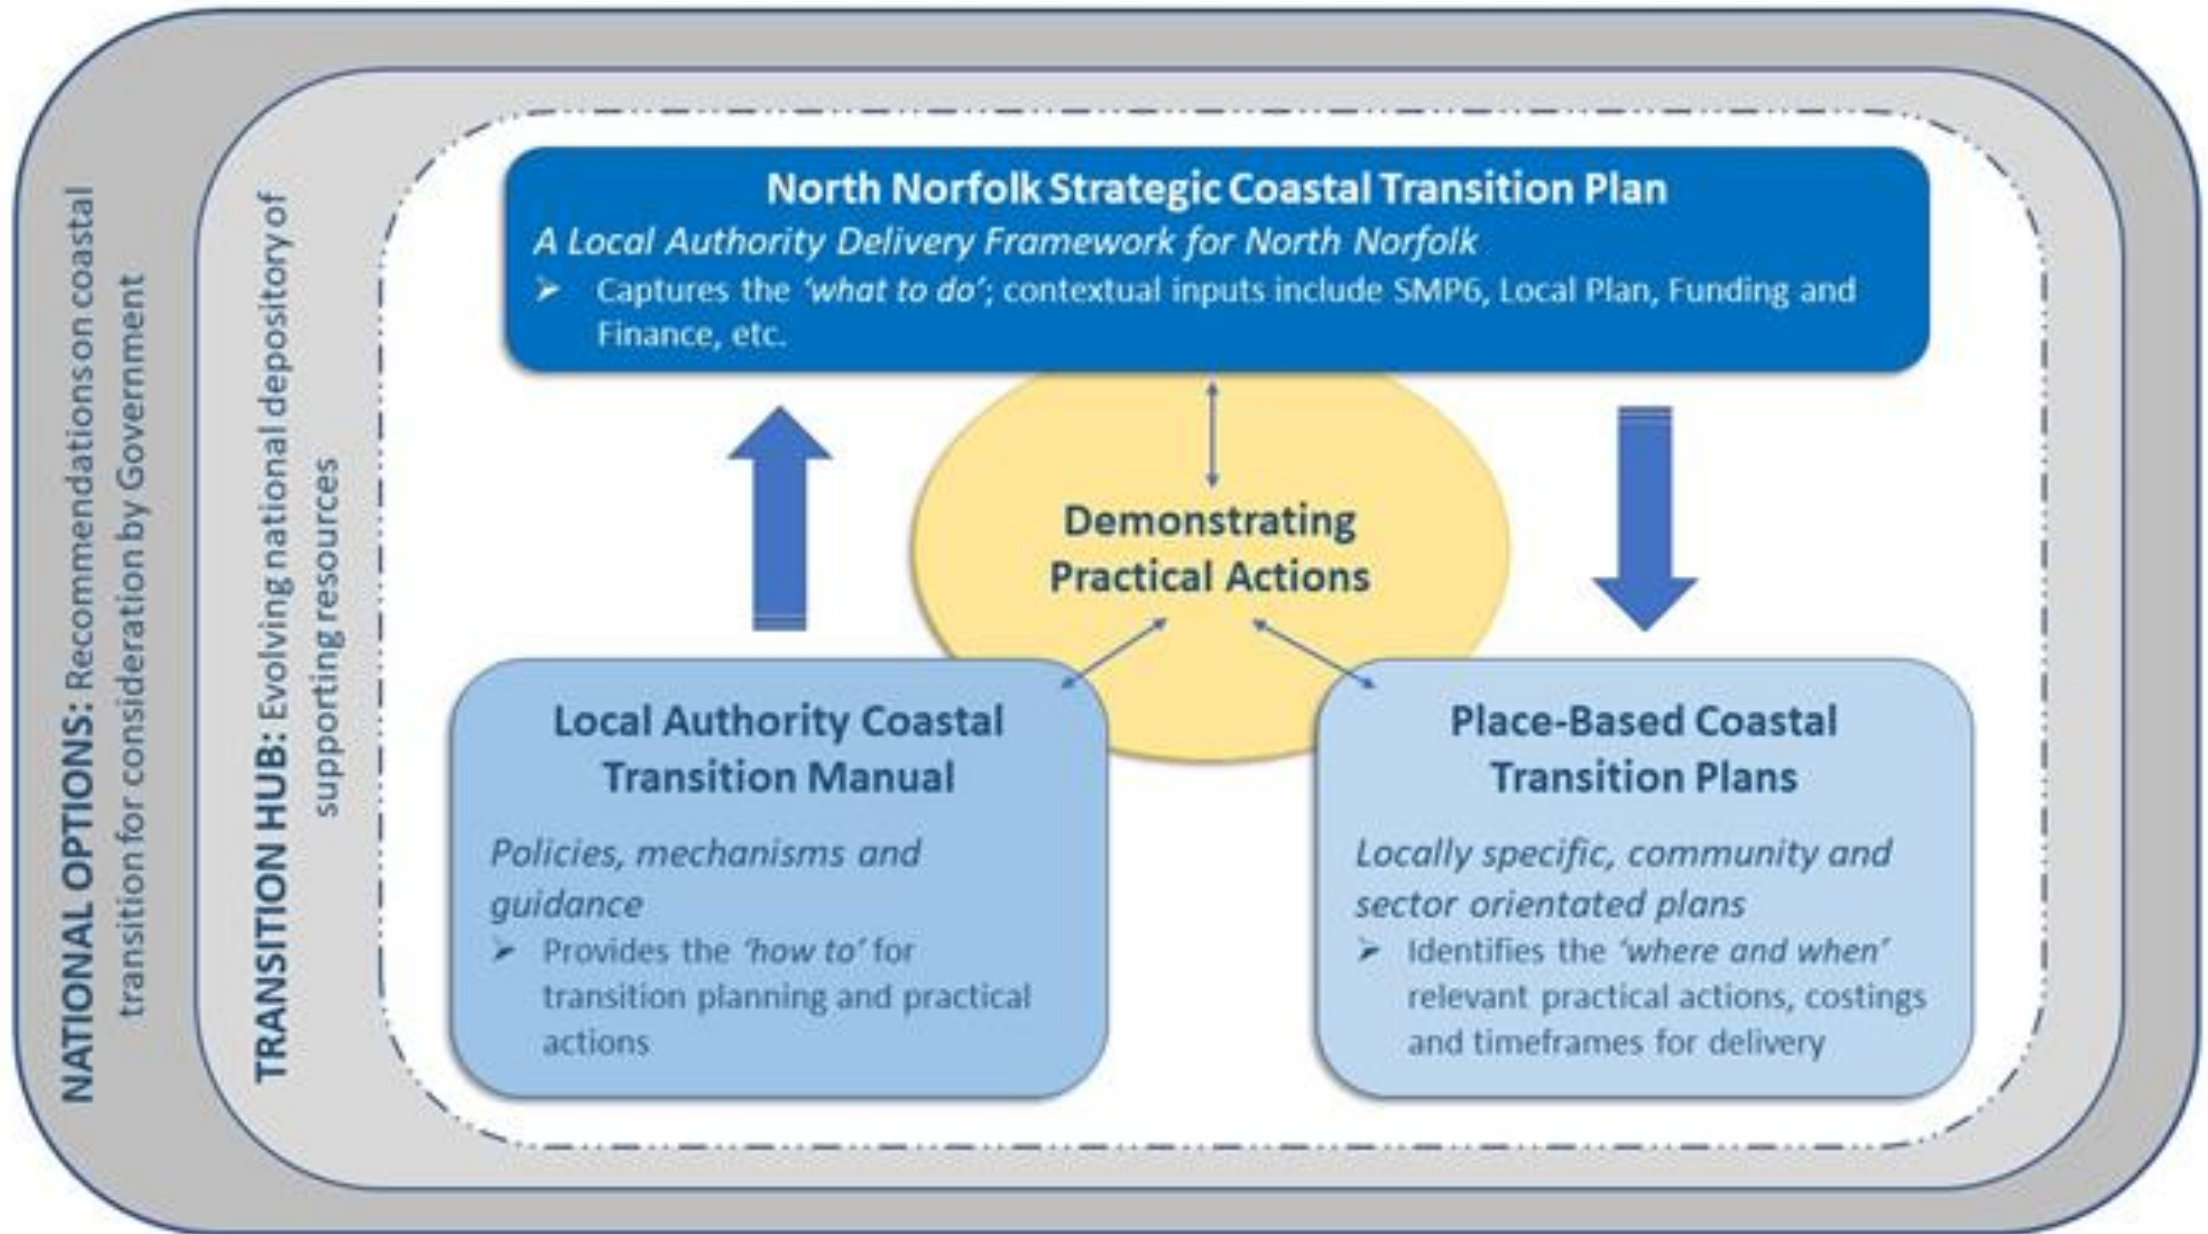 NATIONAL OPTIONS: Recommendations on coastal
transition for consideration by Government
TRANSITION HUB: Evolving national depository of
supporting resources
North Norfolk Strategic Coastal Transition Plan
A Local Authority Delivery Framework for North Norfolk
➢ Captures the ‘what to do’; contextual inputs include SMP6, Local Plan, Funding and
Finance, etc.
Demonstrating
Practical Actions
Local Authority Coastal
Transition Manual
Policies, mechanisms and
guidance
➢ Provides the ‘how to’ for
transition planning and practical
actions
Place-Based Coastal
Transition Plans
Locally specific, community and
sector orientated plans
➢ Identifies the ‘where and when’
relevant practical actions, costings
and timeframes for delivery